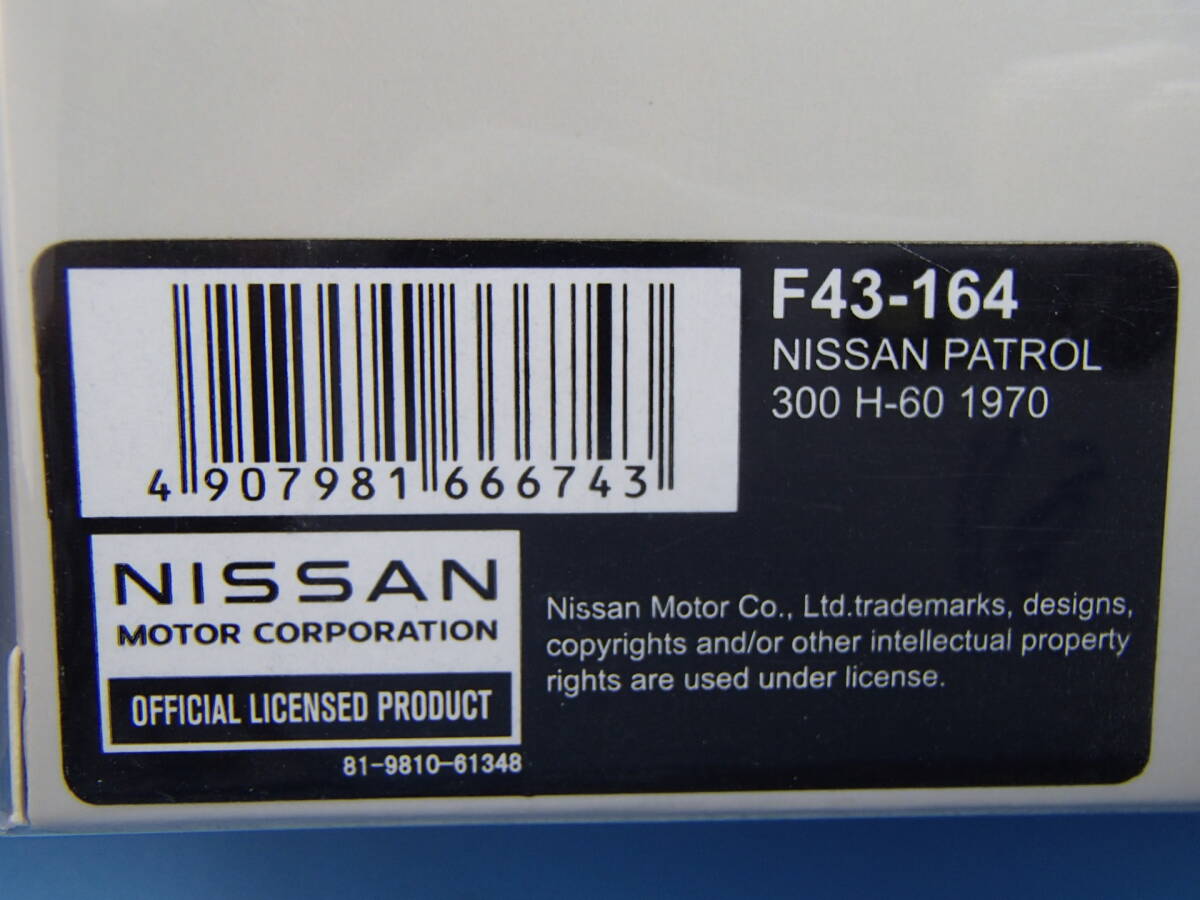 F43-164
NISSAN PATROL
300 H-60 1970
4 907981 666743
NISSAN
MOTOR CORPORATION
OFFICIAL LICENSED PRODUCT
81-9810-61348
Nissan Motor Co., Ltd.trademarks, designs,
copyrights and/or other intellectual property
rights are used under license.